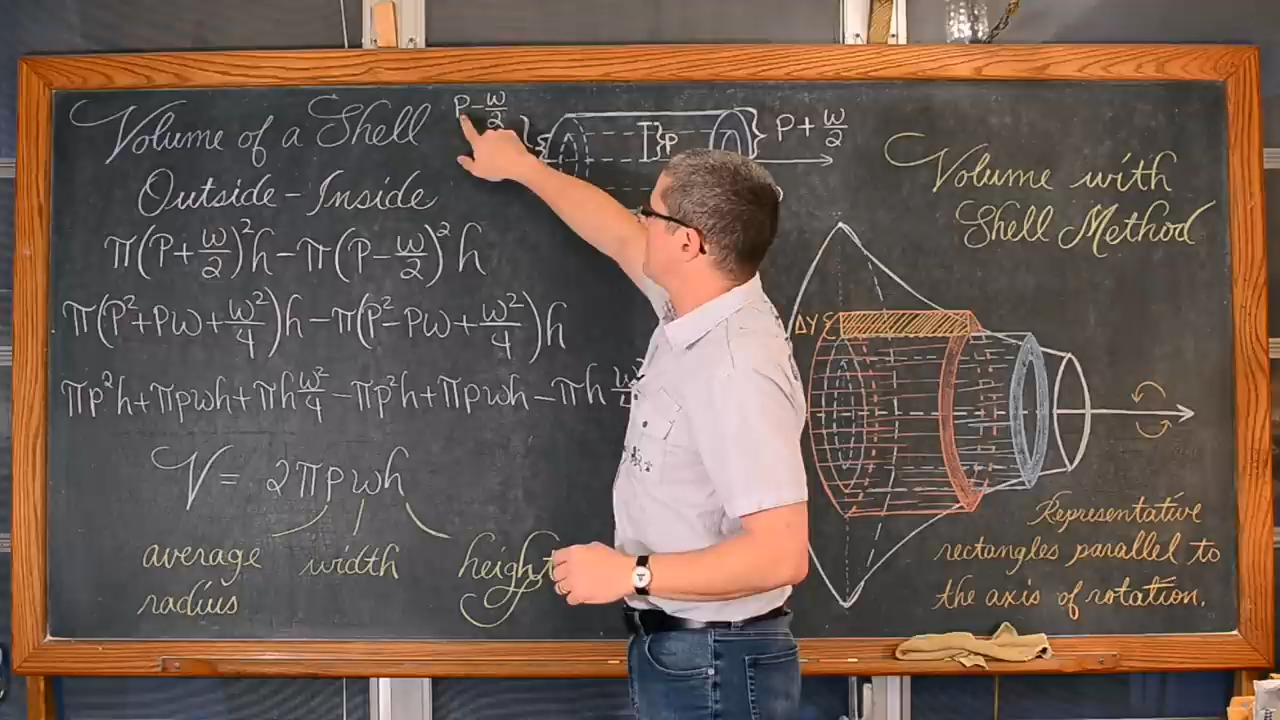 Volume of a Shell
Outside-Inside
π(P+w/2)²h-π(P-w/2)²h
π(P²+Pw+w²/4)h-π(P²-Pw+w²/4)h
πp²h+πpwh+πh w²/4-πp²h+πpwh-πh
V= 2πpwh
average radius
width
height
P-w/2
P
P+w/2
Volume with
Shell Method
ΔY
Representative
rectangles parallel to
the axis of rotation.